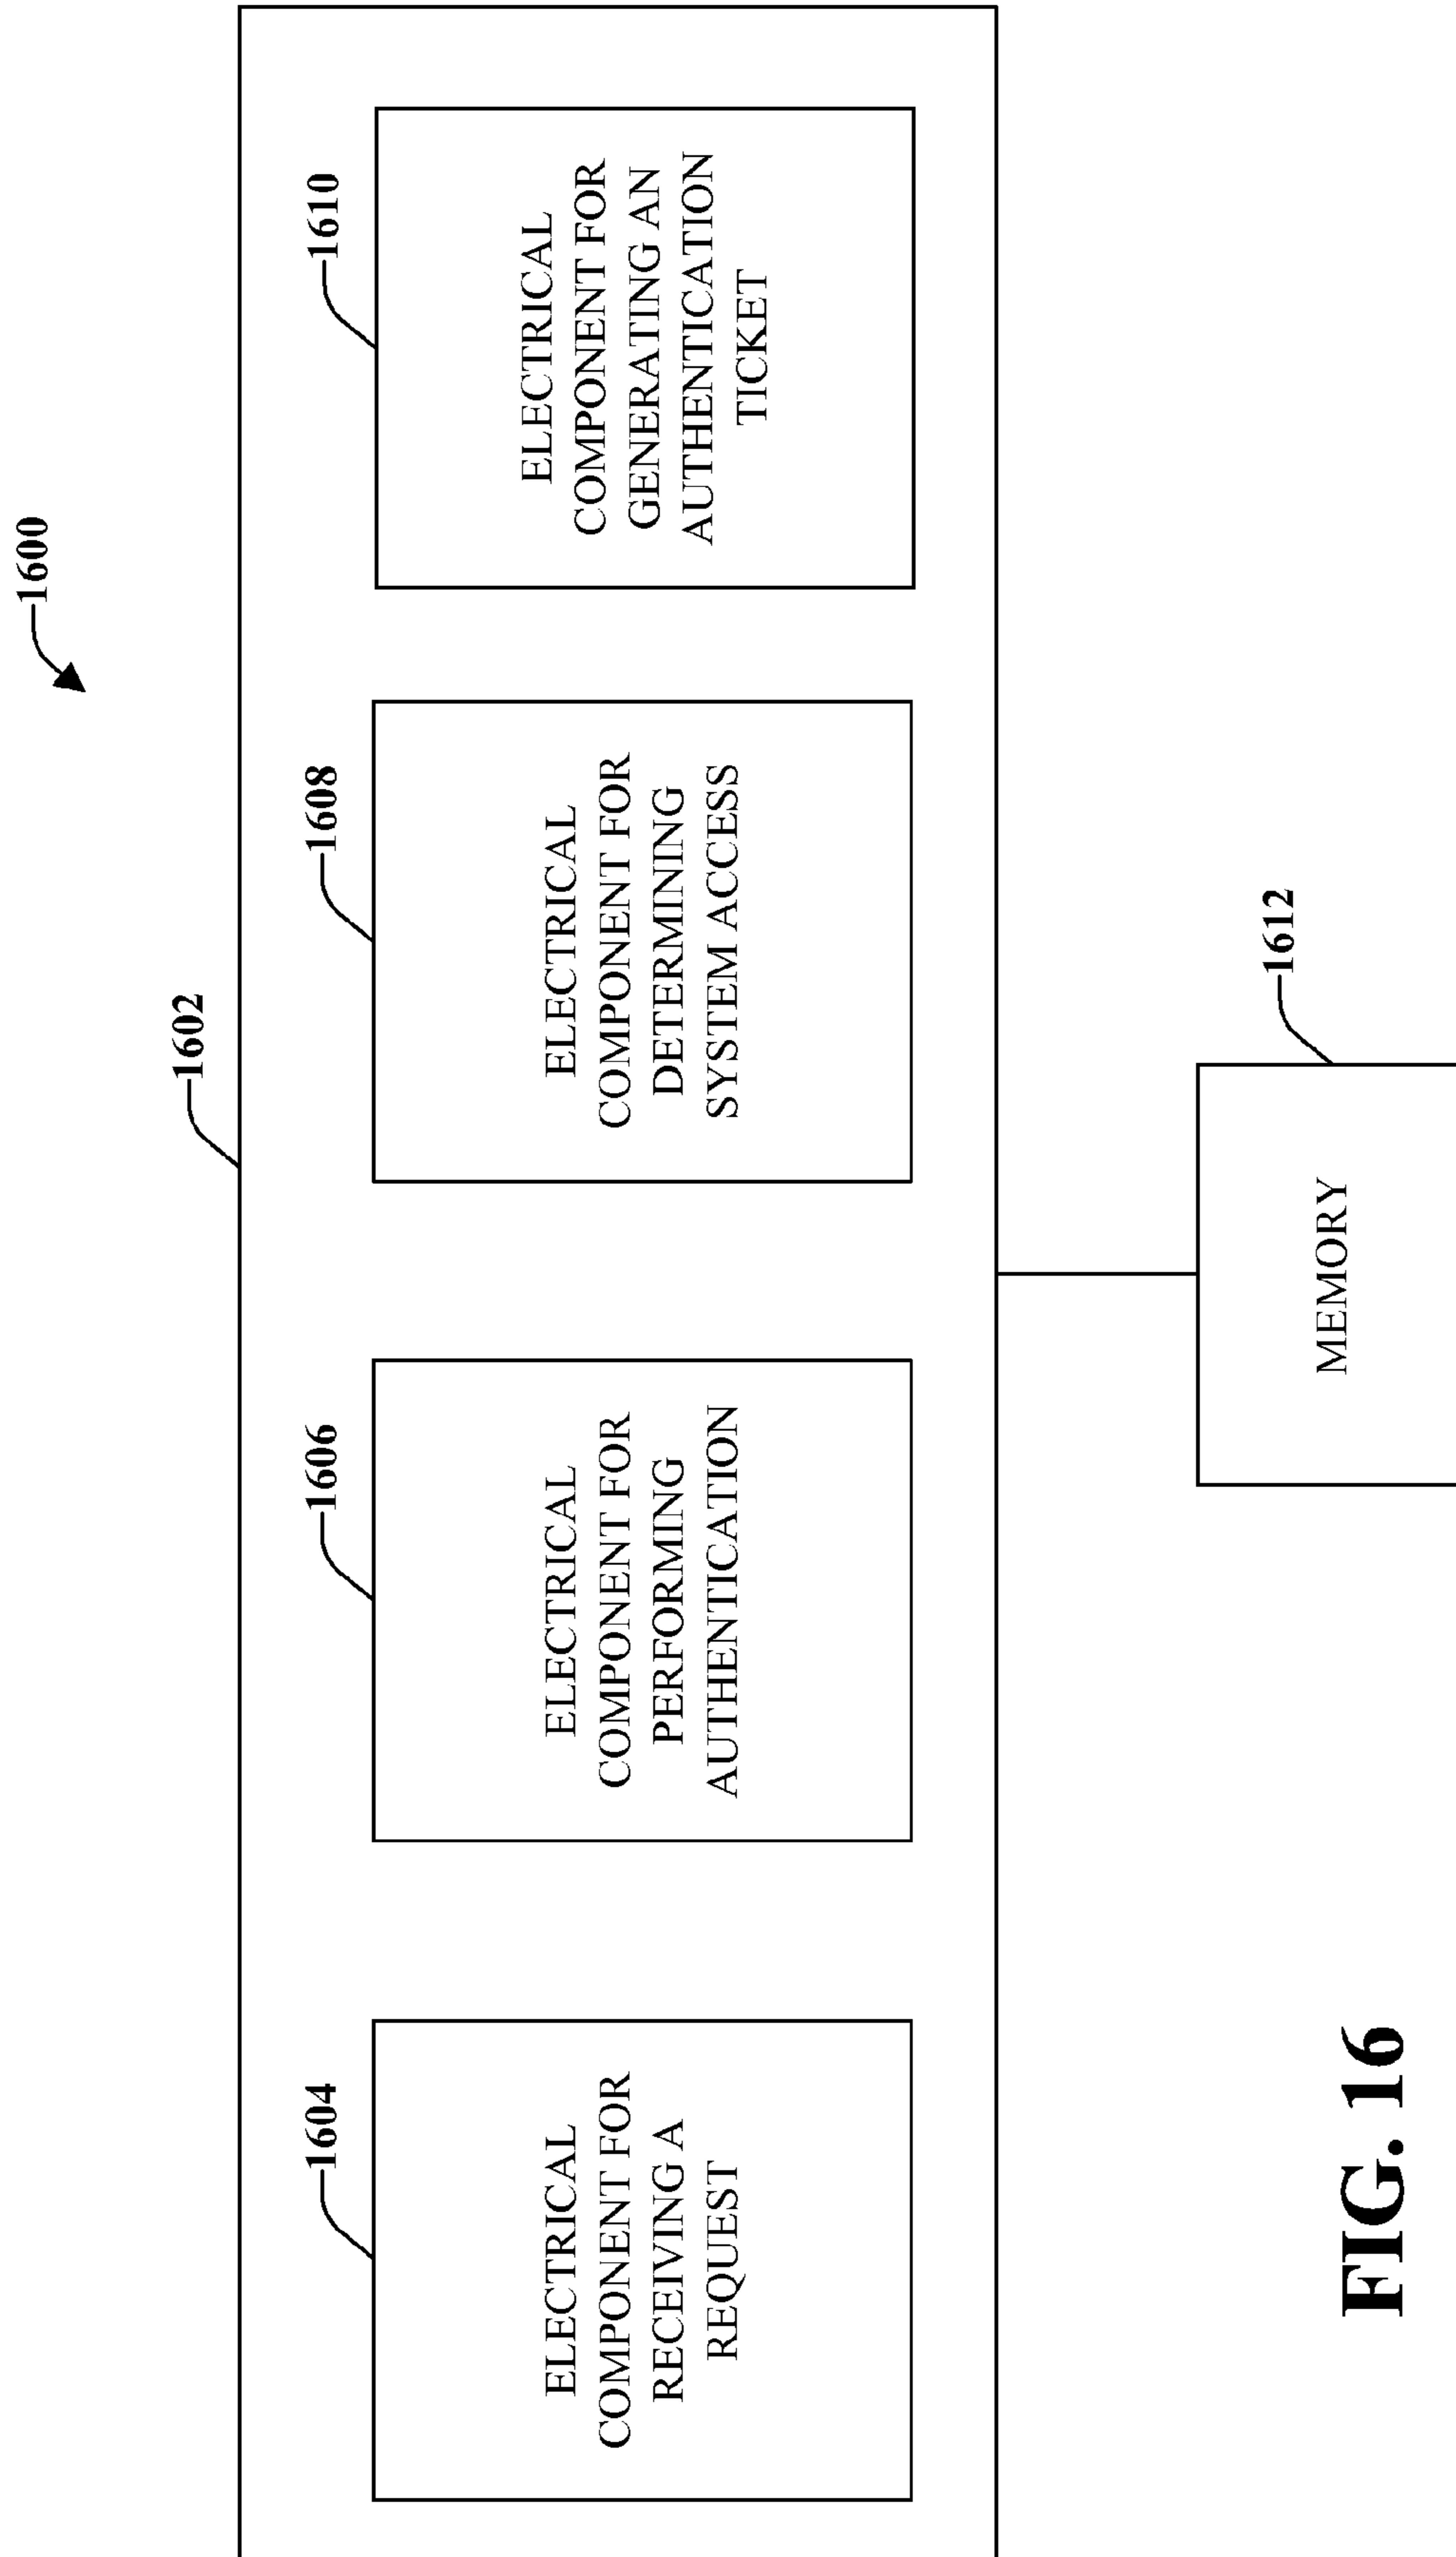 1600
1602
1604
ELECTRICAL
COMPONENT FOR
RECEIVING A
REQUEST
1606
ELECTRICAL
COMPONENT FOR
PERFORMING
AUTHENTICATION
1608
ELECTRICAL
COMPONENT FOR
DETERMINING
SYSTEM ACCESS
1610
ELECTRICAL
COMPONENT FOR
GENERATING AN
AUTHENTICATION
TICKET
1612
MEMORY
FIG. 16